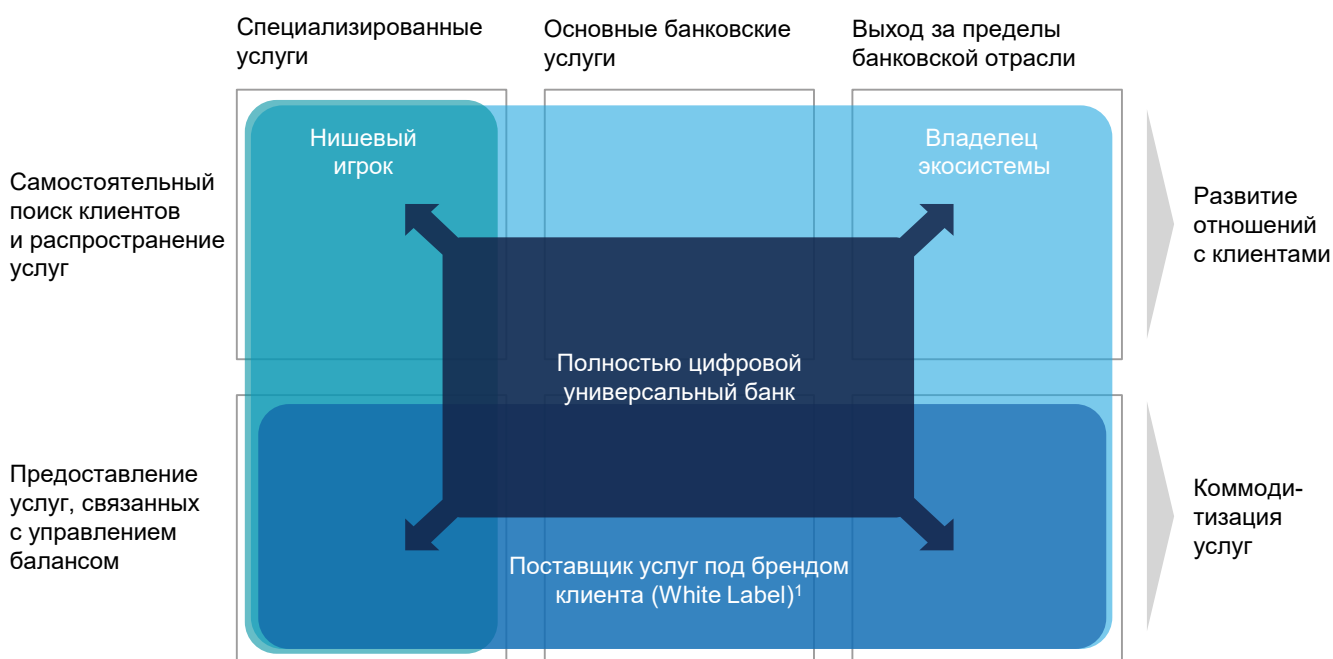 Специализированные
услуги
Основные банковские
услуги
Выход за пределы
банковской отрасли
Нишевый
игрок
Владелец
экосистемы
Самостоятельный
поиск клиентов
и распространение
услуг
Развитие
отношений
с клиентами
Полностью цифровой
универсальный банк
Предоставление
услуг, связанных
с управлением
балансом
Коммоди-
тизация
услуг
Поставщик услуг под брендом
клиента (White Label)¹